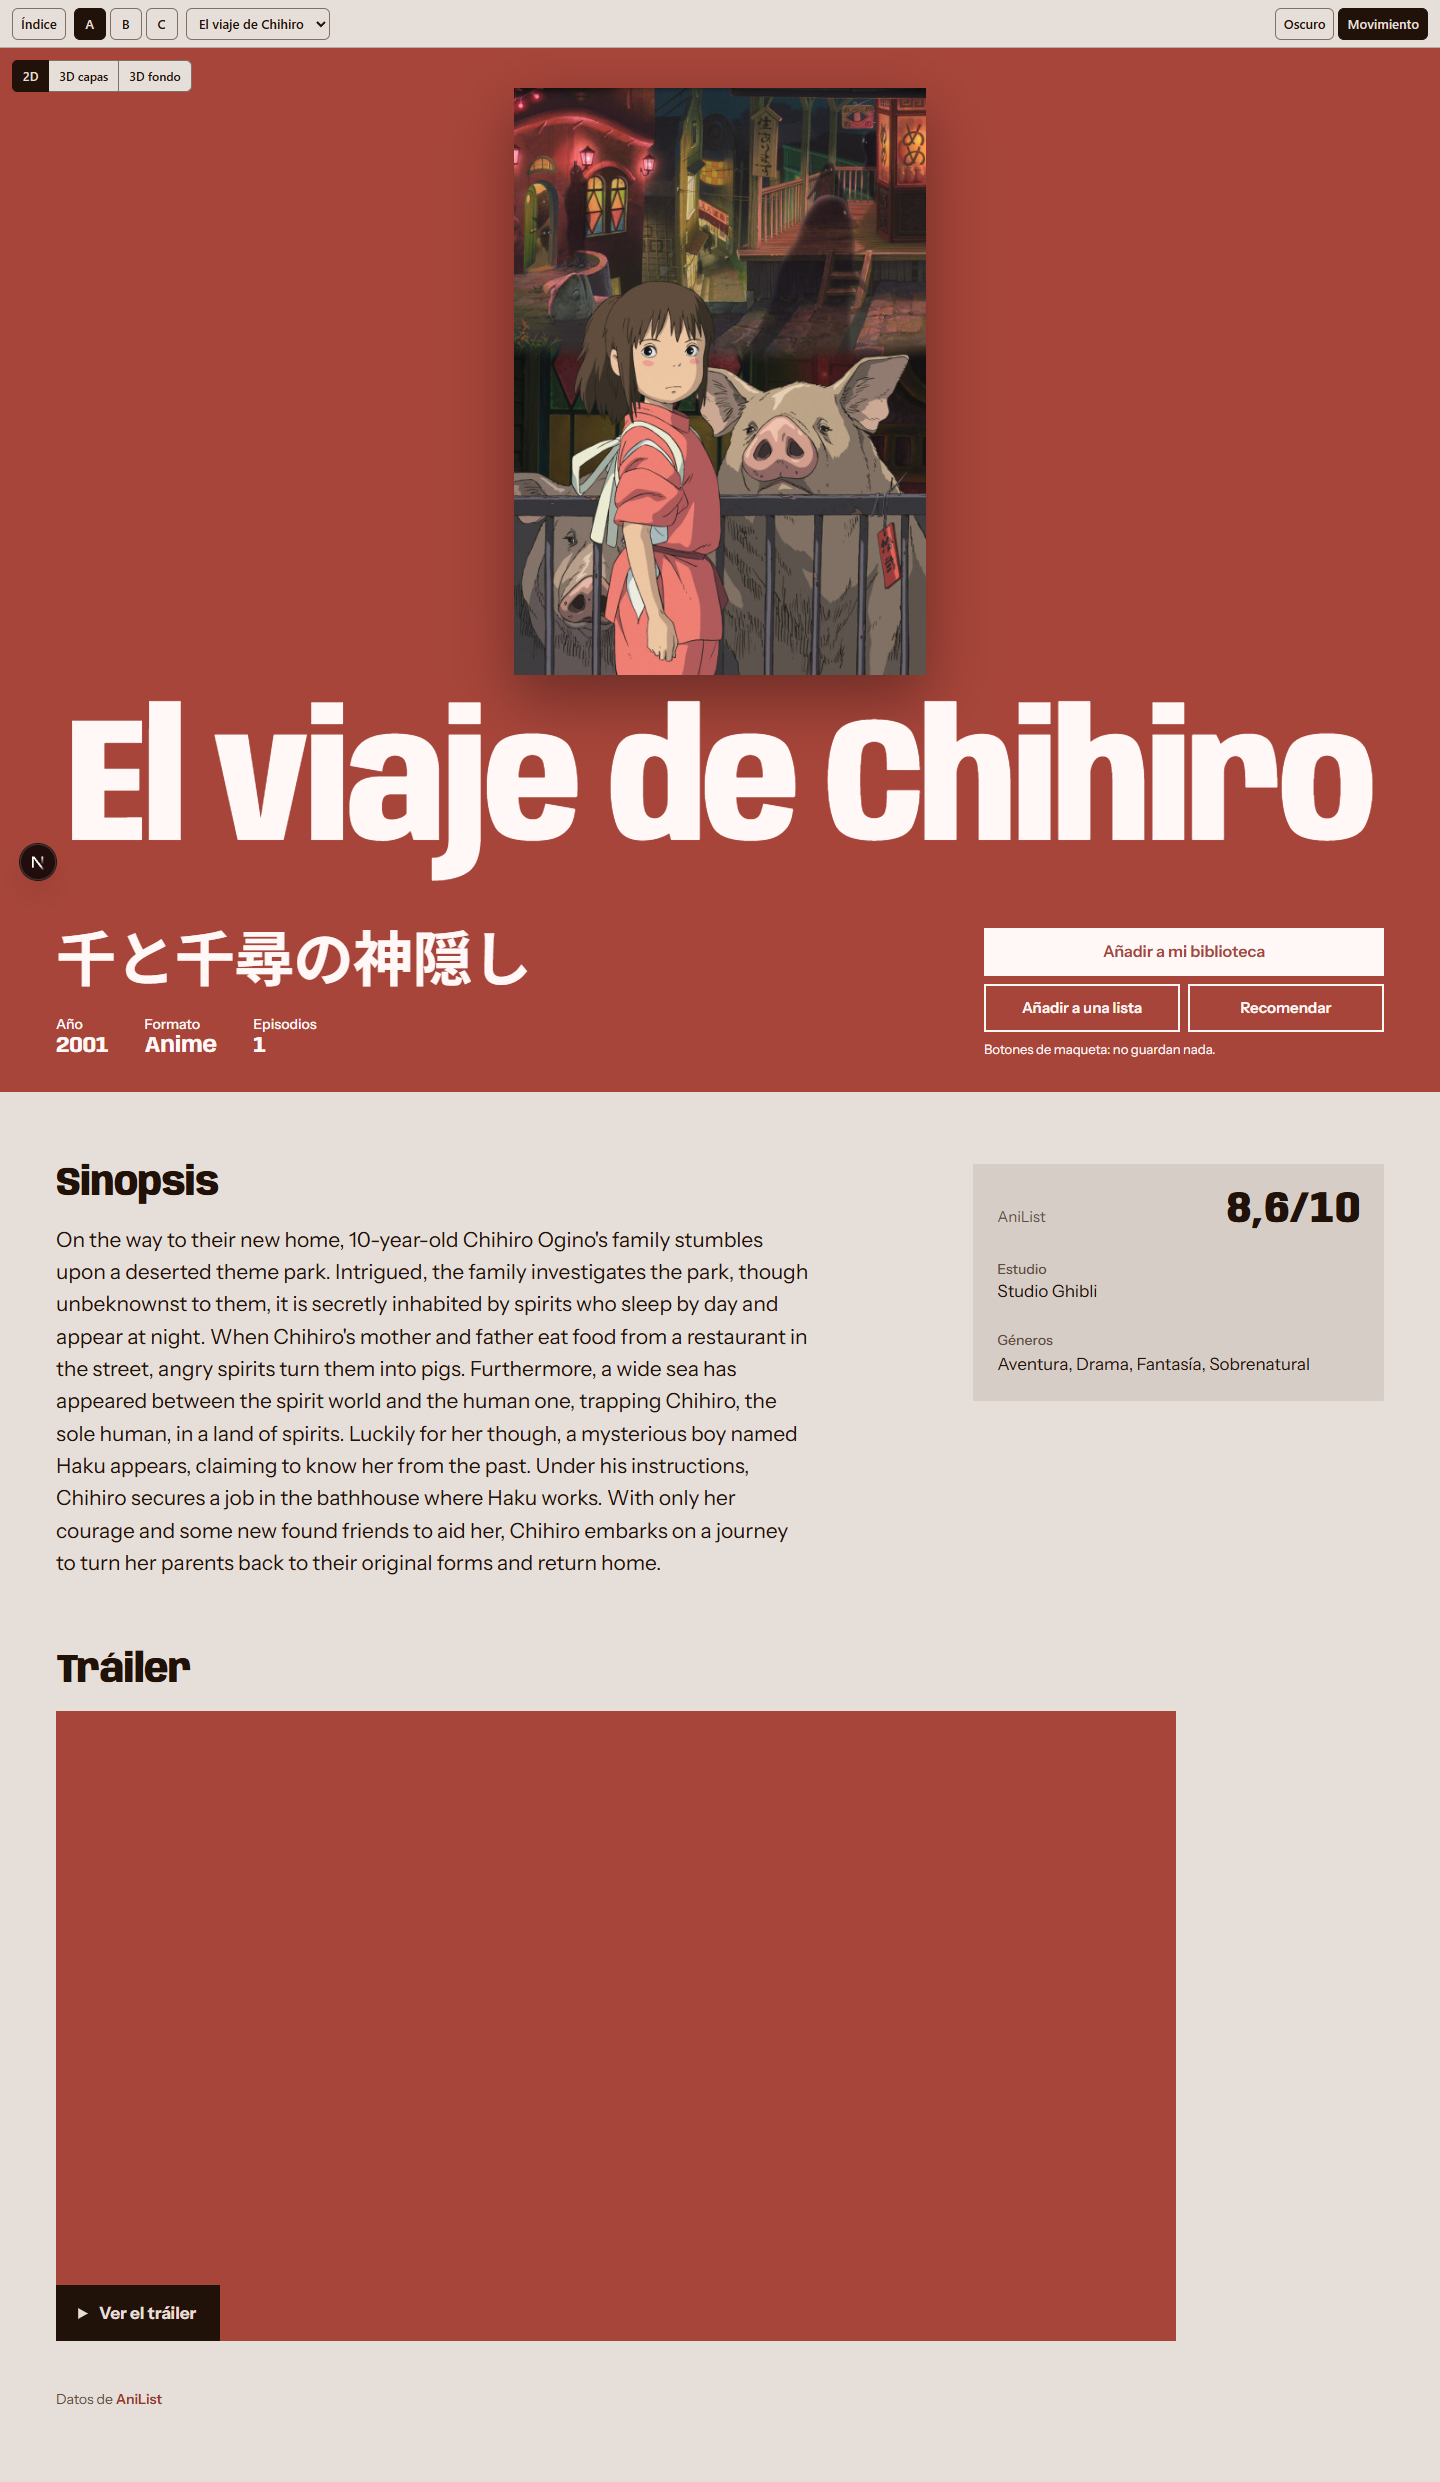 Índice
A
B
C
El viaje de Chihiro
Oscuro
Movimiento
2D
3D capas
3D fondo
めめ
El viaje de Chihiro
N
千と千尋の神隠し
Año
Formato
Episodios
2001
Anime
1
Añadir a mi biblioteca
Añadir a una lista
Recomendar
Botones de maqueta: no guardan nada.
Sinopsis
On the way to their new home, 10-year-old Chihiro Ogino's family stumbles
upon a deserted theme park. Intrigued, the family investigates the park, though
unbeknownst to them, it is secretly inhabited by spirits who sleep by day and
appear at night. When Chihiro's mother and father eat food from a restaurant in
the street, angry spirits turn them into pigs. Furthermore, a wide sea has
appeared between the spirit world and the human one, trapping Chihiro, the
sole human, in a land of spirits. Luckily for her though, a mysterious boy named
Haku appears, claiming to know her from the past. Under his instructions,
Chihiro secures a job in the bathhouse where Haku works. With only her
courage and some new found friends to aid her, Chihiro embarks on a journey
to turn her parents back to their original forms and return home.
AniList
8,6/10
Estudio
Studio Ghibli
Géneros
Aventura, Drama, Fantasía, Sobrenatural
Tráiler
Ver el tráiler
Datos de AniList